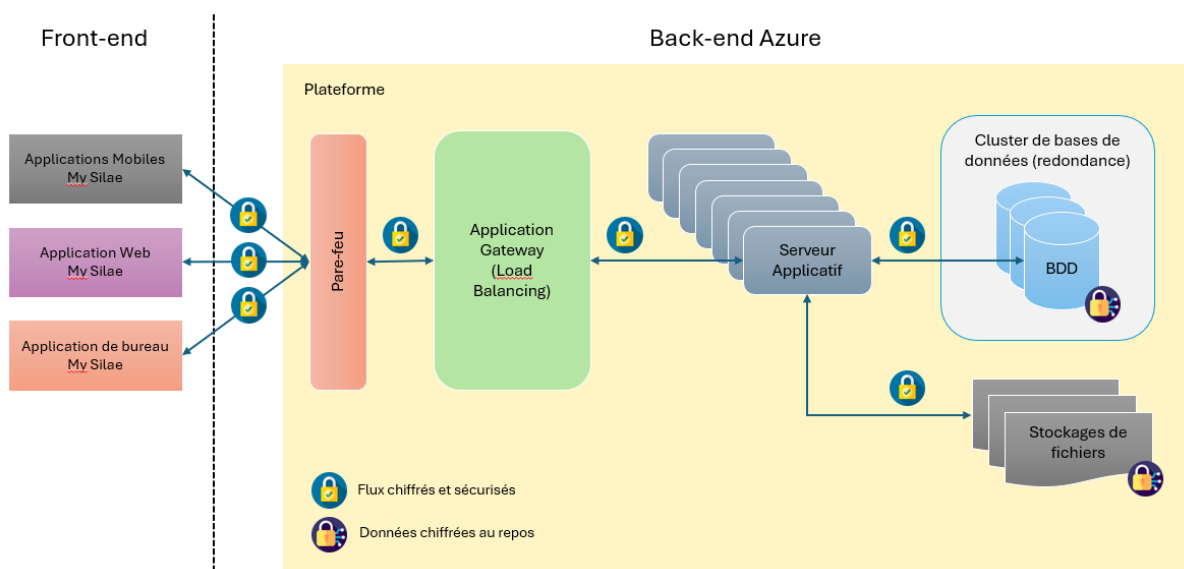 Front-end
Back-end Azure
Plateforme
Applications Mobiles
My Silae
Application Web
My Silae
Application de bureau
My Silae
Pare-feu
Application
Gateway
(Load
Balancing)
Serveur
Applicatif
Cluster de bases de
données (redondance)
BDD
Stockages de
fichiers
Flux chiffrés et sécurisés
Données chiffrées au repos